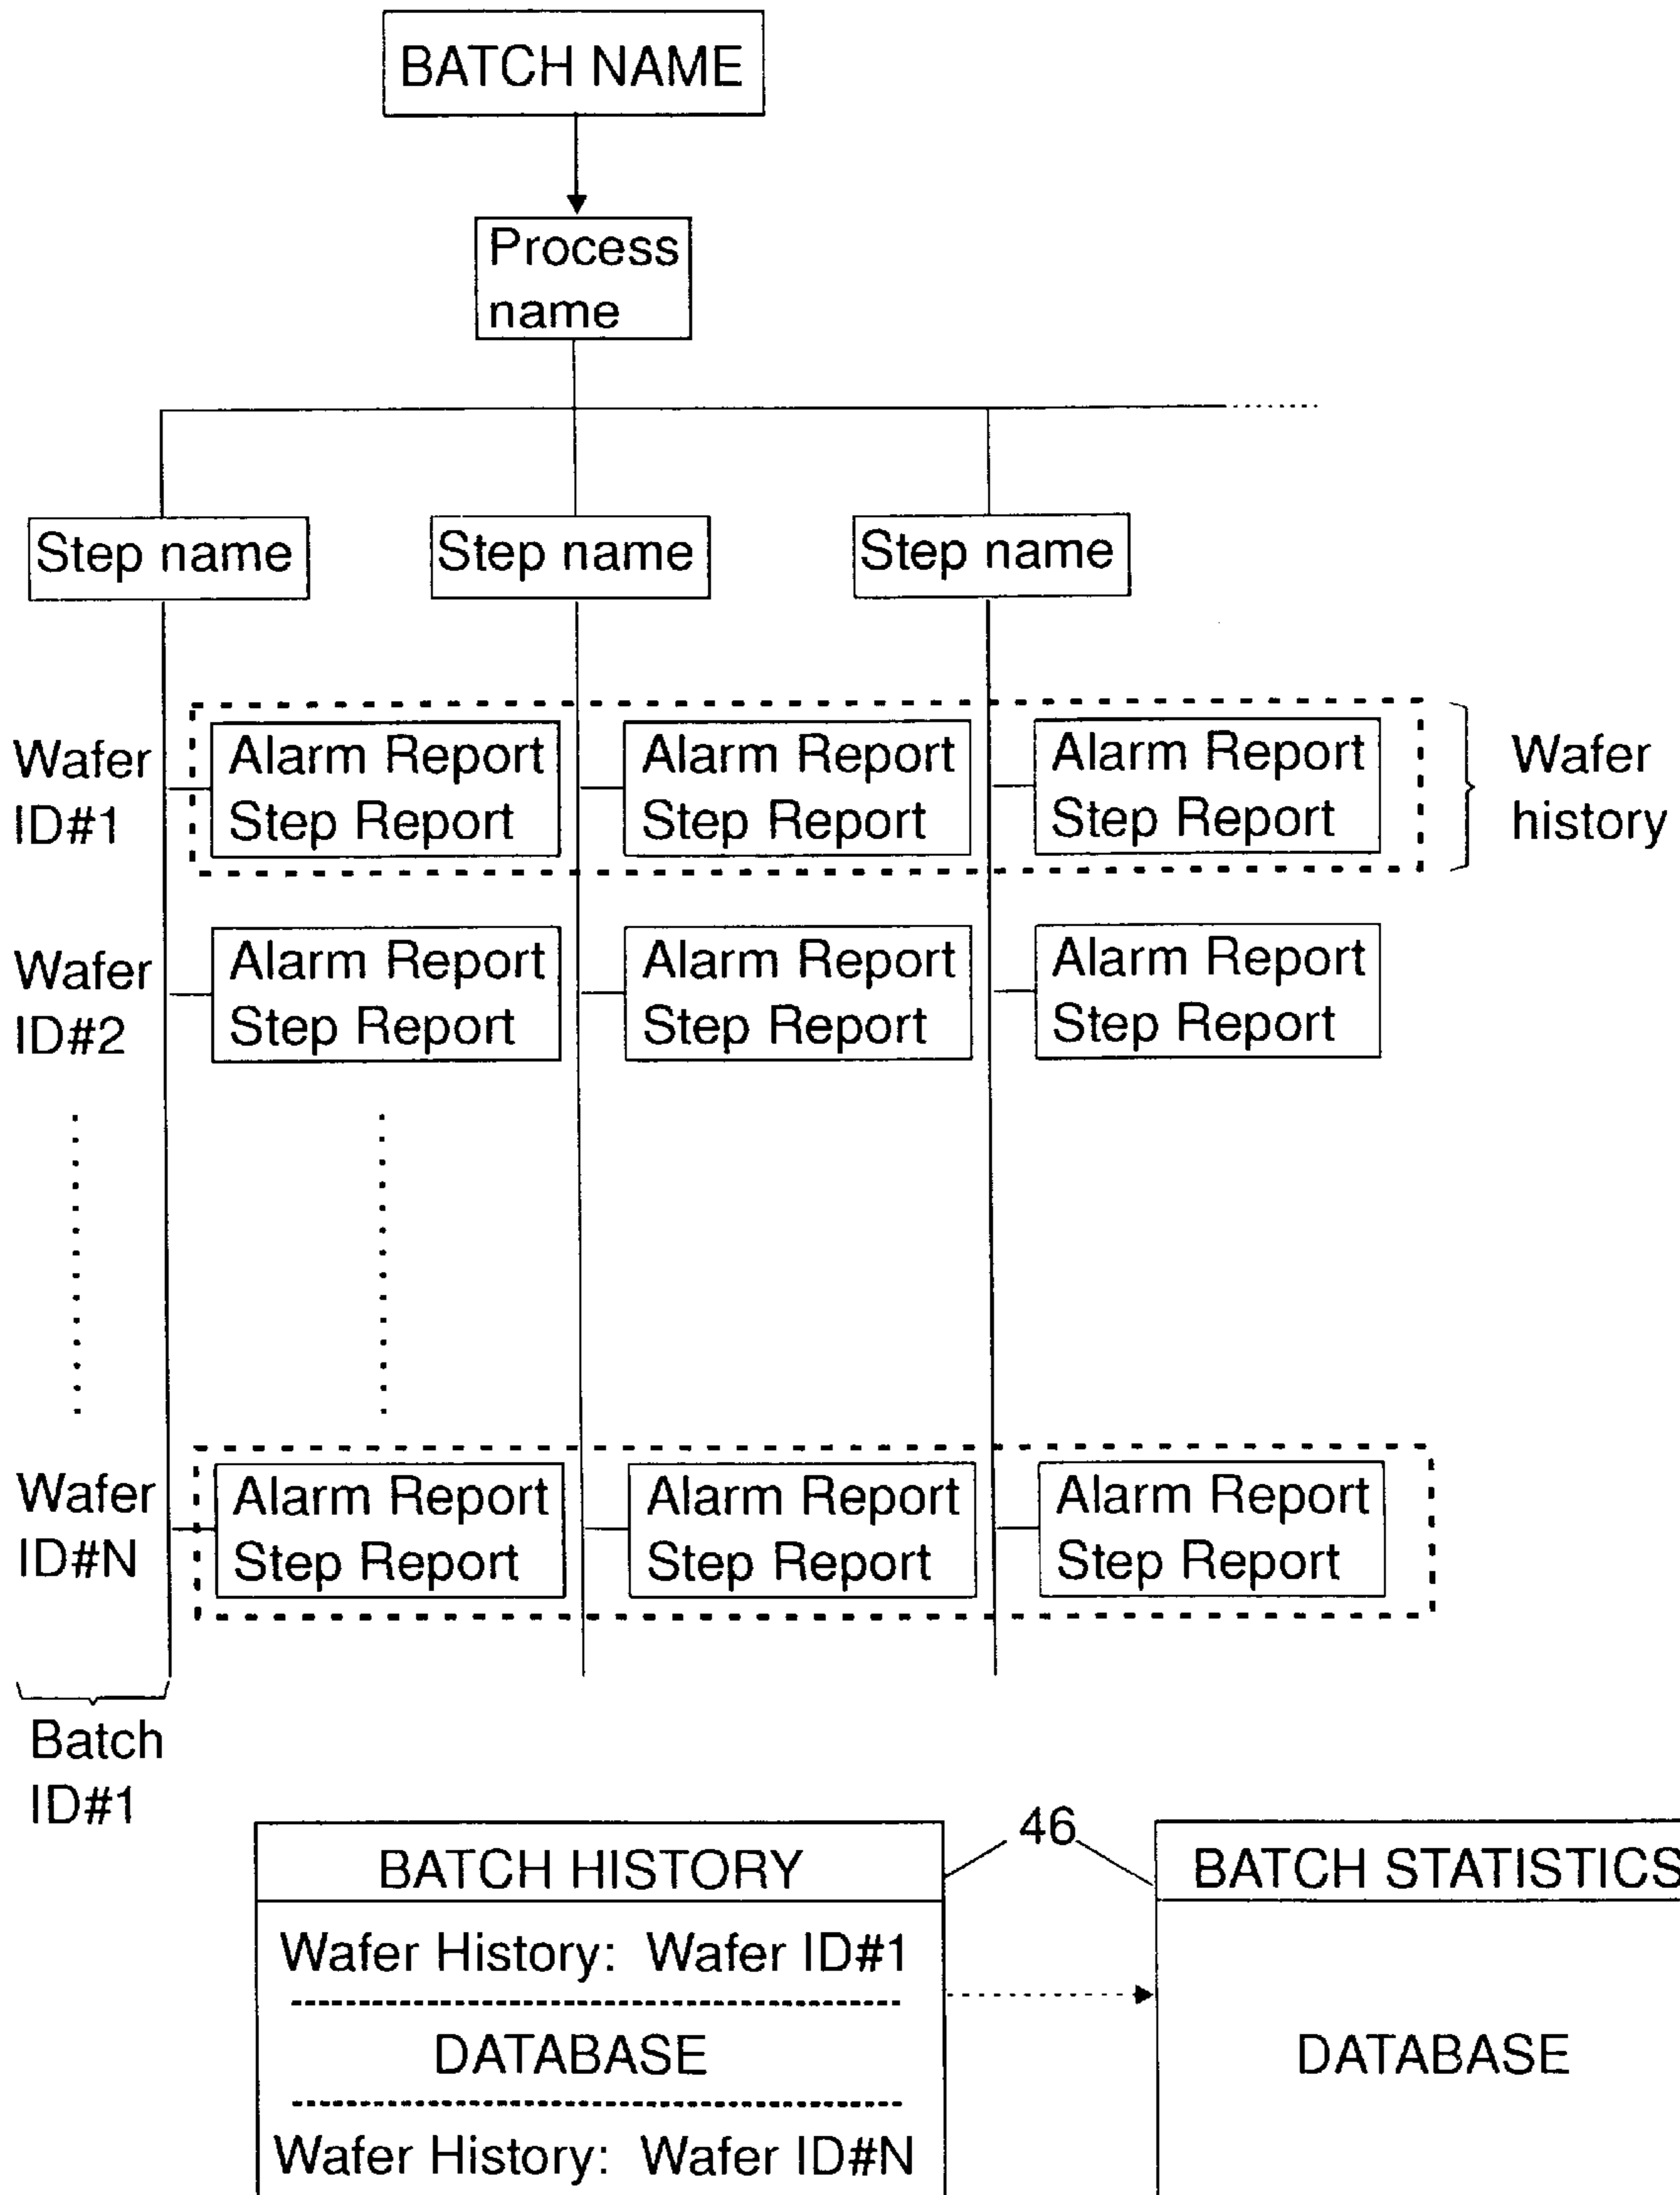 BATCH NAME
Process
name
Step name
Step name
Step name
Wafer
ID#1
Alarm Report
Step Report
Alarm Report
Step Report
Alarm Report
Step Report
Wafer
history
Wafer
ID#2
Alarm Report
Step Report
Alarm Report
Step Report
Alarm Report
Step Report
Wafer
ID#N
Alarm Report
Step Report
Alarm Report
Step Report
Alarm Report
Step Report
Batch
ID#1
46
BATCH HISTORY
Wafer History: Wafer ID#1
DATABASE
Wafer History: Wafer ID#N
BATCH STATISTICS
DATABASE